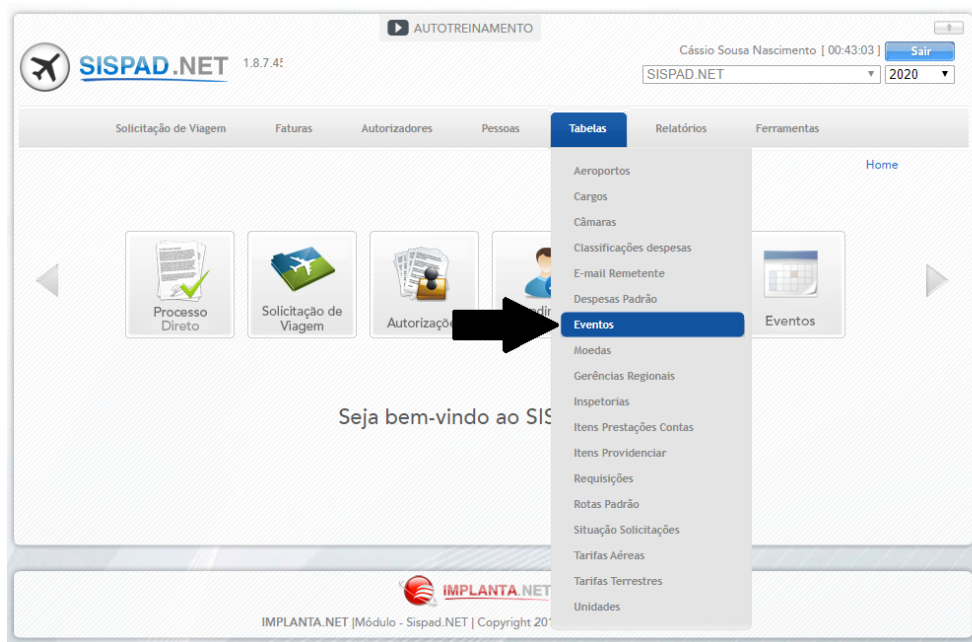 AUTOTREINAMENTO
SISPAD.NET 1.8.7.45
Cássio Sousa Nascimento [ 00:43:03 ] Sair
SISPAD.NET 2020
Solicitação de Viagem Faturas Autorizadores Pessoas Tabelas Relatórios Ferramentas
Home
Aeroportos
Cargos
Câmaras
Classificações despesas
E-mail Remetente
Despesas Padrão
Eventos
Moedas
Gerências Regionais
Inspetorias
Itens Prestações Contas
Itens Providenciar
Requisições
Rotas Padrão
Situação Solicitações
Tarifas Aéreas
Tarifas Terrestres
Unidades
Processo
Direto
Solicitação de
Viagem
Autorizaçõ
Eventos
Seja bem-vindo ao SIS
IMPLANTA.NET
IMPLANTA.NET |Módulo - Sispad.NET | Copyright 201